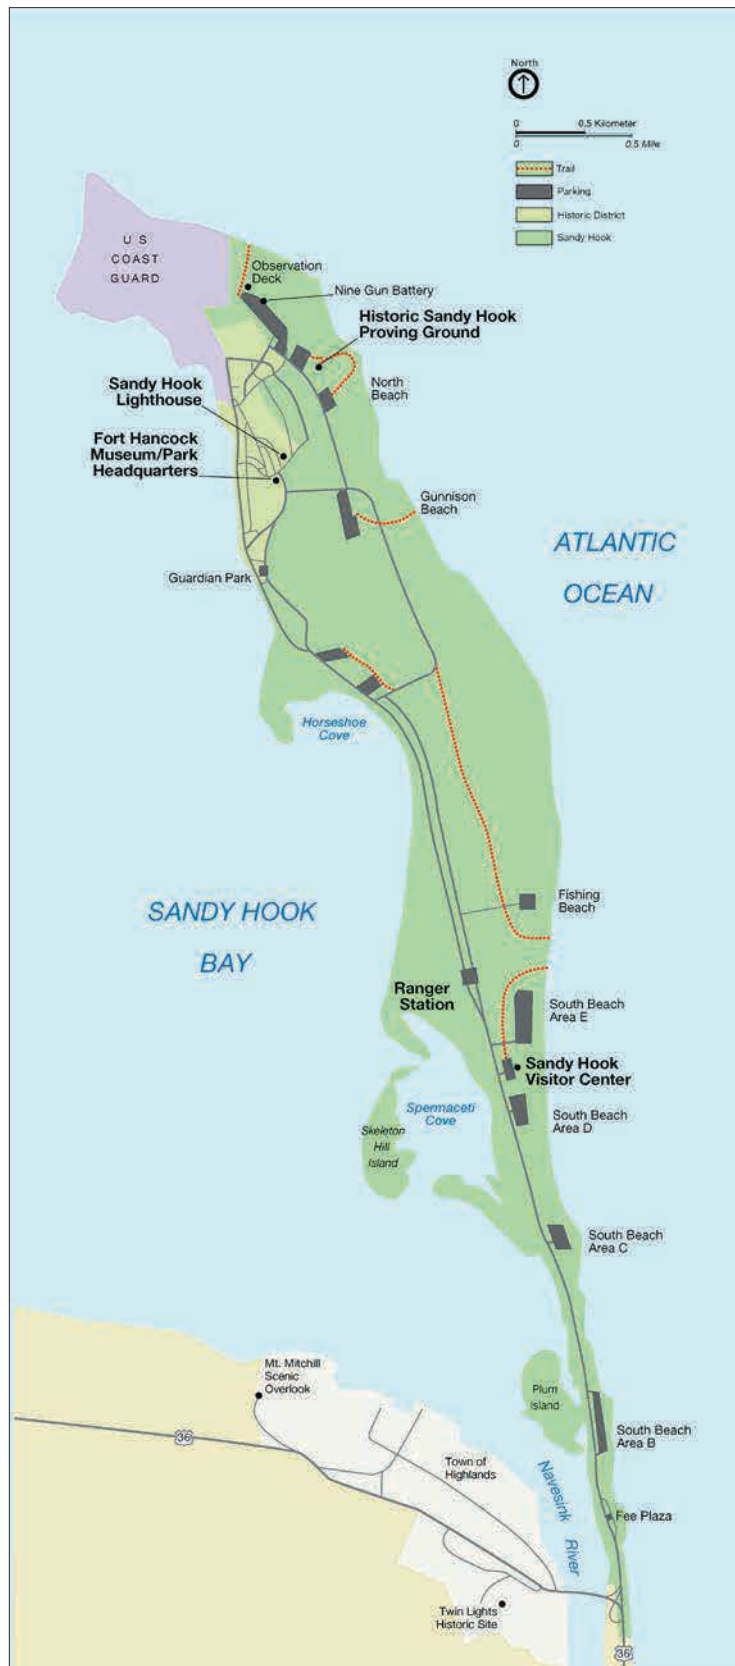 North
0 0.5 Kilometer
0 0.5 Mile
Trail
Parking
Historic District
Sandy Hook
U S
COAST
GUARD
Observation
Deck
Nine Gun Battery
Historic Sandy Hook
Proving Ground
North
Beach
Sandy Hook
Lighthouse
Fort Hancock
Museum/Park
Headquarters
Gunnison
Beach
ATLANTIC
OCEAN
Guardian Park
Horseshoe
Cove
SANDY HOOK
BAY
Fishing
Beach
Ranger
Station
South Beach
Area E
Sandy Hook
Visitor Center
Spermaceti
Cove
South Beach
Area D
Skeleton
Hill
Island
South Beach
Area C
Mt. Mitchill
Scenic
Overlook
Plum
Island
36
South Beach
Area B
Town of
Highlands
Navesink
River
Fee Plaza
Twin Lights
Historic Site
36